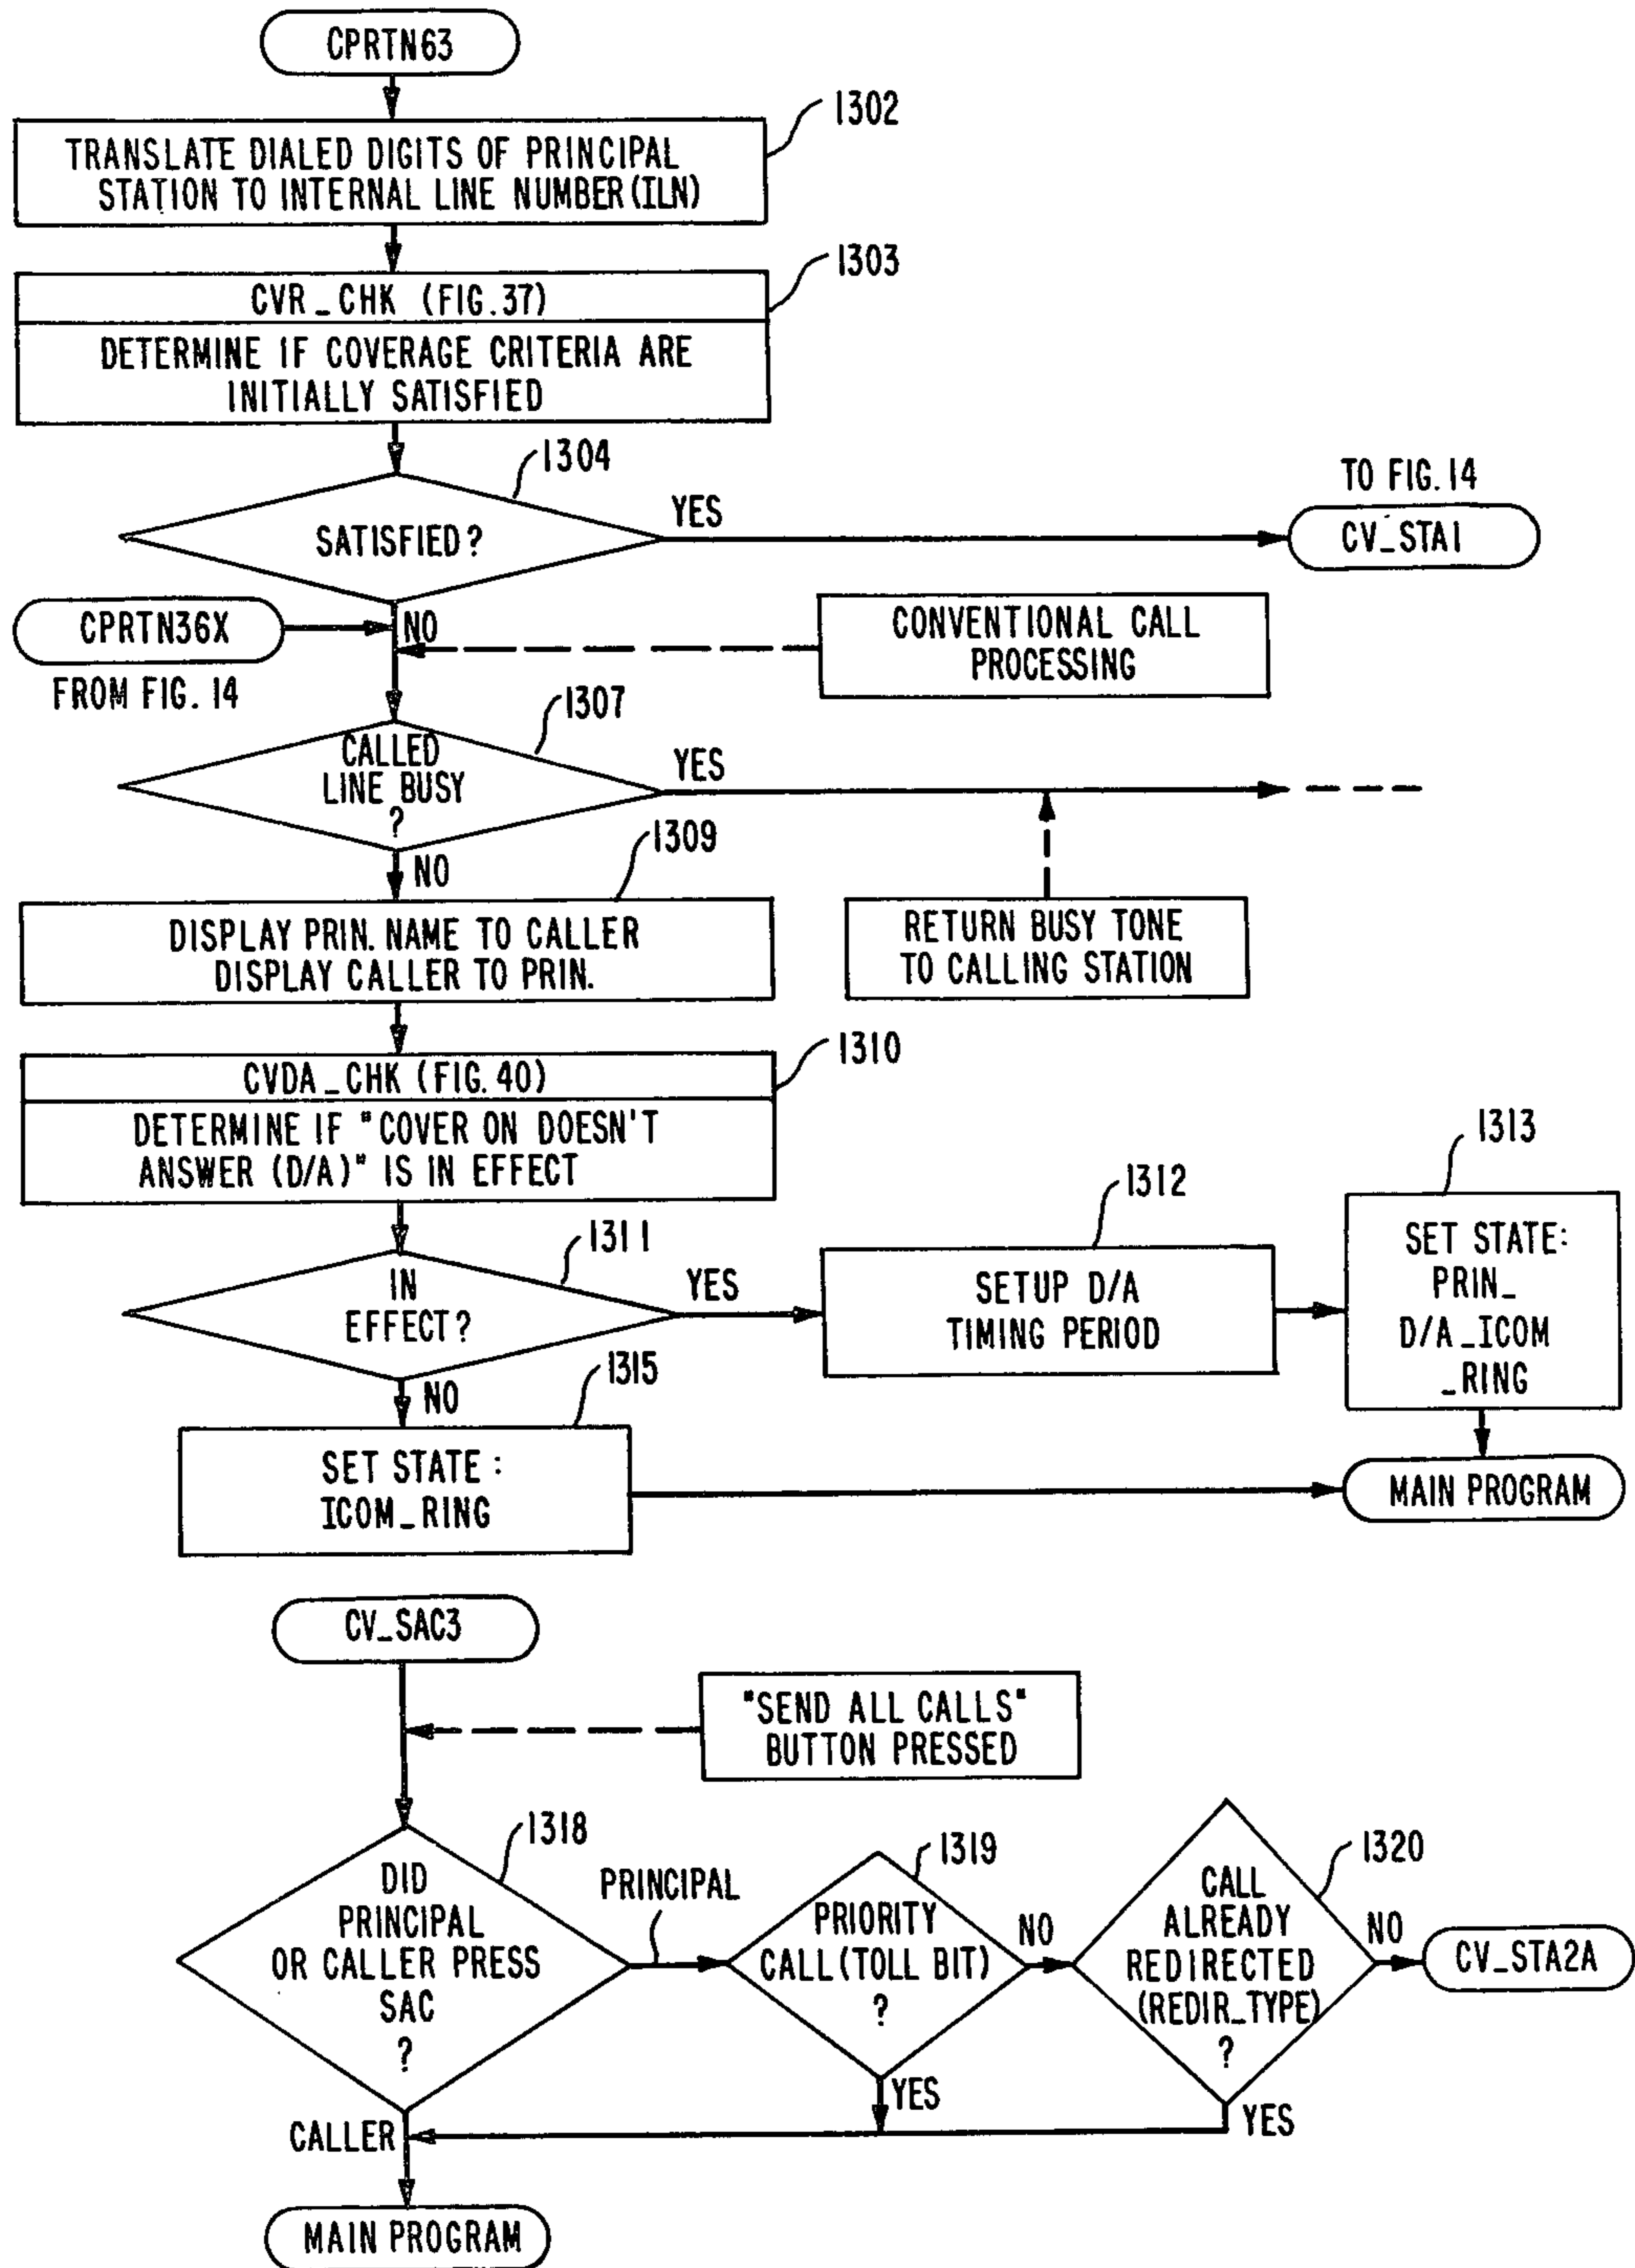 CPRTN63
1302
TRANSLATE DIALED DIGITS OF PRINCIPAL
STATION TO INTERNAL LINE NUMBER(ILN)
1303
CVR_CHK (FIG.37)
DETERMINE IF COVERAGE CRITERIA ARE
INITIALLY SATISFIED
1304
SATISFIED?
YES
TO FIG.14
CV_STA1
CPRTN36X
FROM FIG. 14
NO
CONVENTIONAL CALL
PROCESSING
1307
CALLED
LINE BUSY
?
YES
NO
1309
DISPLAY PRIN. NAME TO CALLER
DISPLAY CALLER TO PRIN.
RETURN BUSY TONE
TO CALLING STATION
1310
CVDA_CHK (FIG.40)
DETERMINE IF "COVER ON DOESN'T
ANSWER (D/A)" IS IN EFFECT
1311
IN
EFFECT?
YES
1312
SETUP D/A
TIMING PERIOD
1313
SET STATE:
PRIN_
D/A_ICOM
_RING
NO
1315
SET STATE:
ICOM_RING
MAIN PROGRAM
CV_SAC3
"SEND ALL CALLS"
BUTTON PRESSED
1318
DID
PRINCIPAL
OR CALLER PRESS
SAC
?
PRINCIPAL
1319
PRIORITY
CALL(TOLL BIT)
?
NO
1320
CALL
ALREADY
REDIRECTED
(REDIR_TYPE)
?
NO
CV_STA2A
YES
YES
CALLER
MAIN PROGRAM